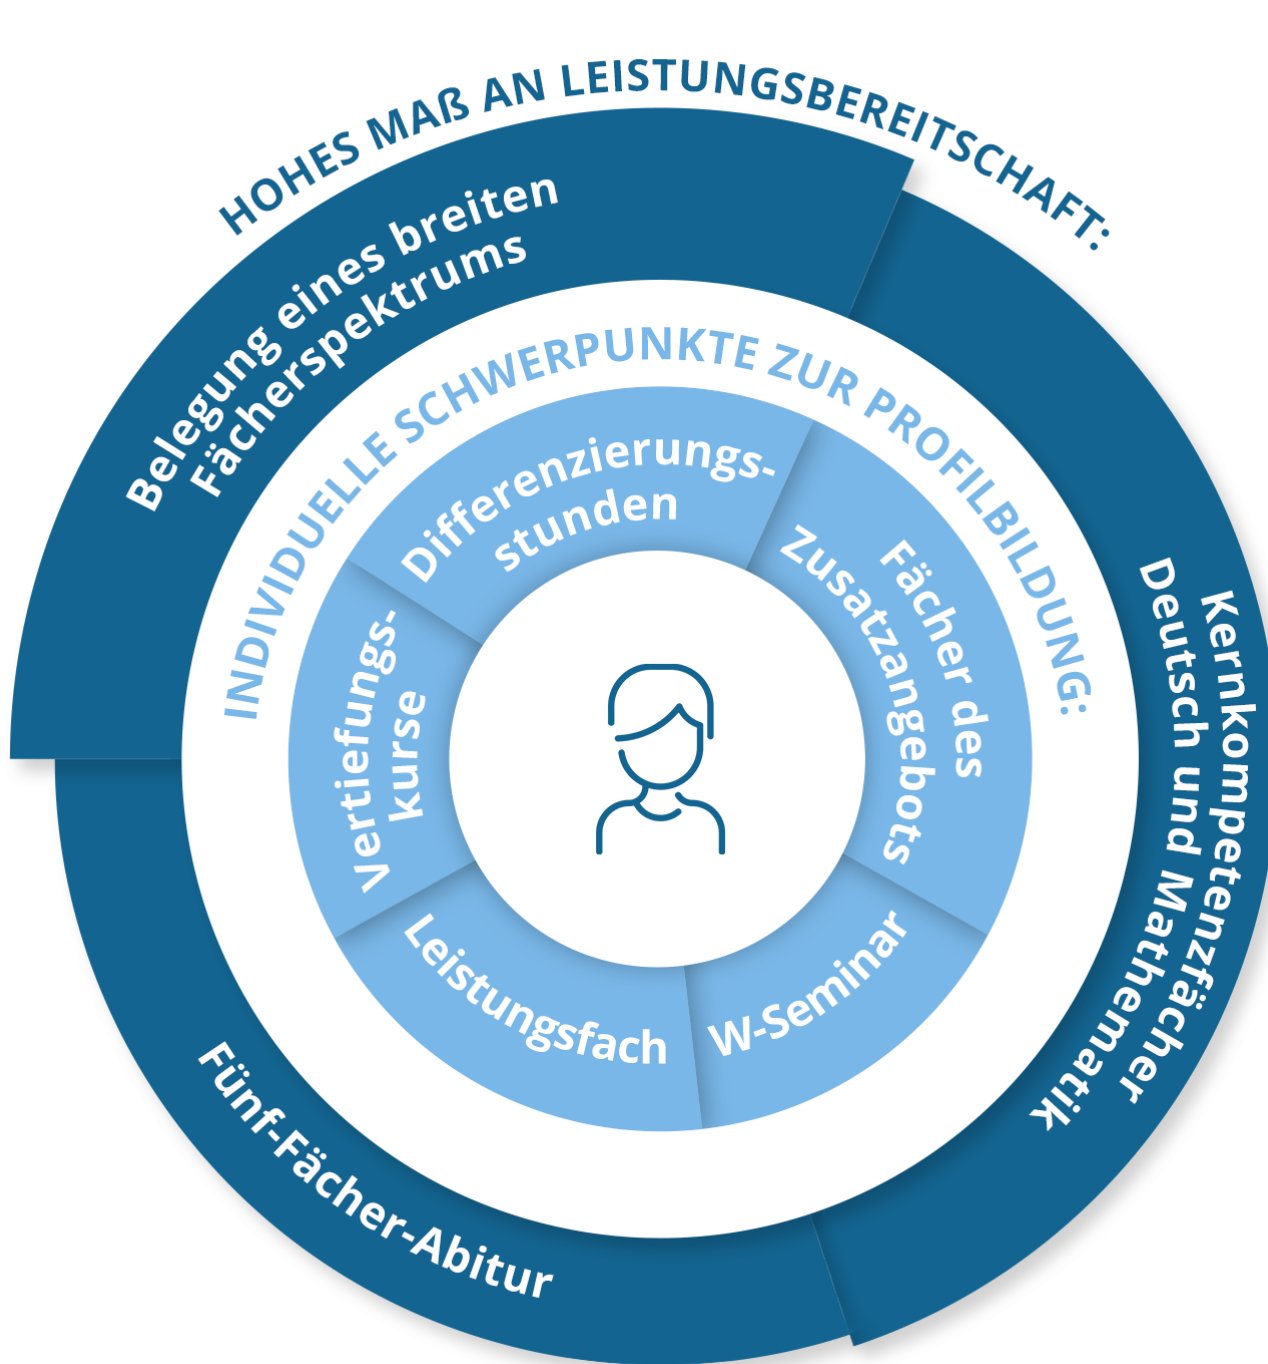 HOHES MAß AN LEISTUNGSBEREITSCHAFT:
Belegung eines breiten
Fächerspektrums
Kernkompetenzfächer
Deutsch und Mathematik
Fünf-Fächer-Abitur
INDIVIDUELLE SCHWERPUNKTE ZUR PROFILBILDUNG:
Differenzierungs-
stunden
Fächer des
Zusatzangebots
W-Seminar
Leistungsfach
Vertiefungs-
kurse